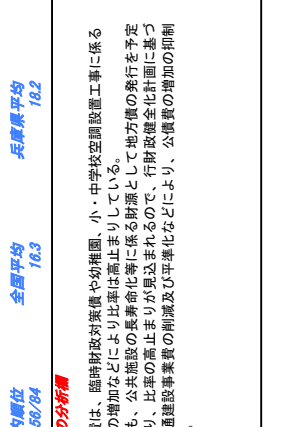 内順位
56/84
全国平均
16.3
兵庫県平均
18.2
の分析欄
費は、臨時財政対策債や幼稚園、小・中学校空調設置工事に係る
の増加などにより比率は高止まりしている。
も、公共施設の長寿命化等に係る財源として地方債の発行を予定
り、比率の高止まりが見込まれるので、行財政健全化計画に基づ
通建設事業費の削減及び平準化などにより、公債費の増加の抑制
。